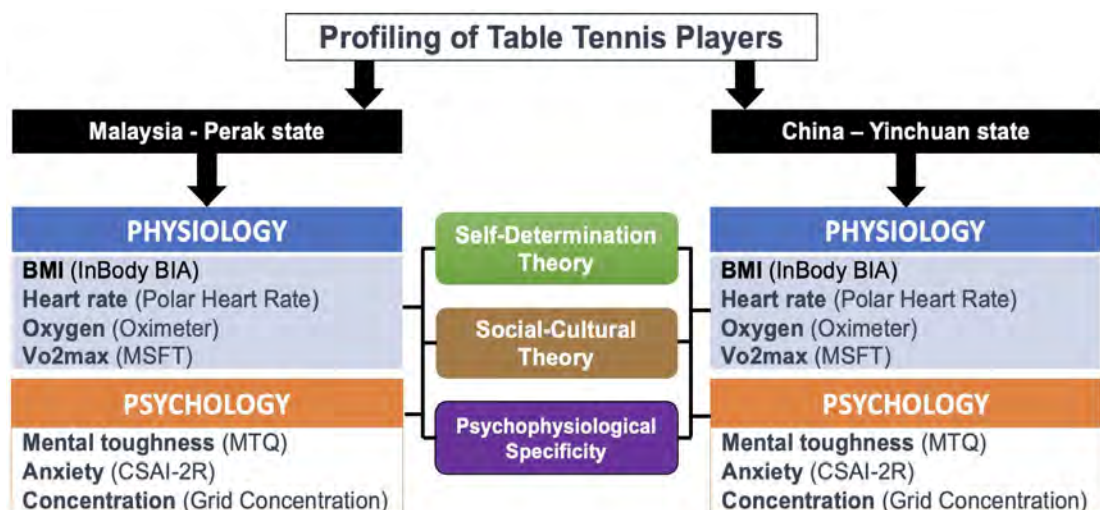 Profiling of Table Tennis Players
Malaysia - Perak state
China – Yinchuan state
PHYSIOLOGY
BMI (InBody BIA)
Heart rate (Polar Heart Rate)
Oxygen (Oximeter)
Vo2max (MSFT)
PSYCHOLOGY
Mental toughness (MTQ)
Anxiety (CSAI-2R)
Concentration (Grid Concentration)
Self-Determination
Theory
Social-Cultural
Theory
Psychophysiological
Specificity
PHYSIOLOGY
BMI (InBody BIA)
Heart rate (Polar Heart Rate)
Oxygen (Oximeter)
Vo2max (MSFT)
PSYCHOLOGY
Mental toughness (MTQ)
Anxiety (CSAI-2R)
Concentration (Grid Concentration)